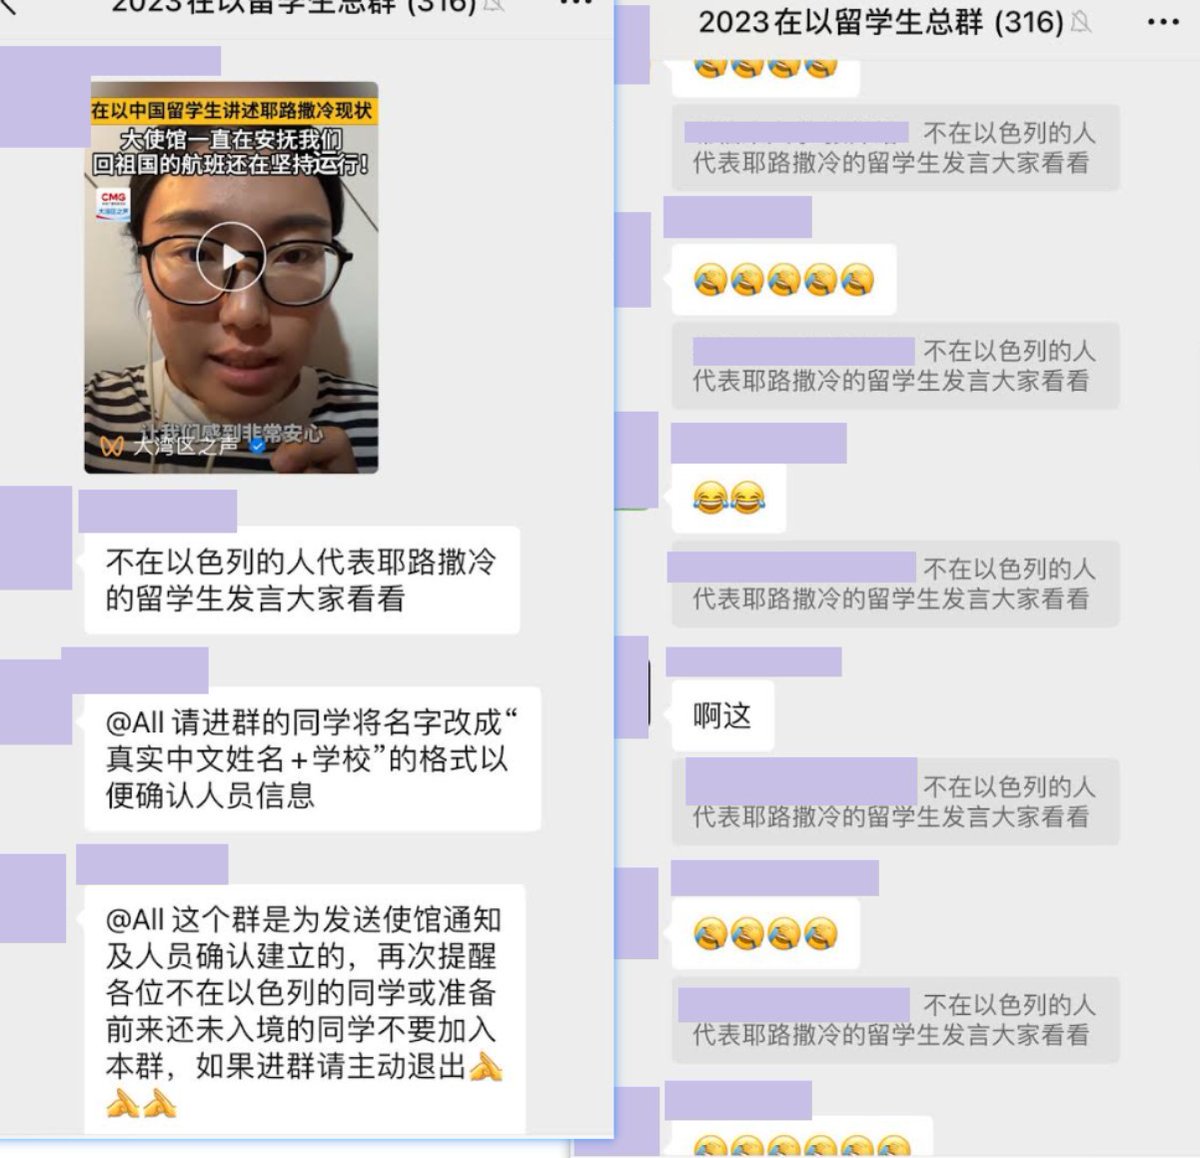 2023在以留学生总群 (316)
在以中国留学生讲述耶路撒冷现状
大使馆一直在安抚我们
回祖国的航班还在坚持运行!
CMG
大湾区之声
让我们感到非常安心
大湾区之声
不在以色列的人代表耶路撒冷
的留学生发言大家看看
@All 请进群的同学将名字改成“
真实中文姓名+学校”的格式以
便确认人员信息
@All 这个群是为发送使馆通知
及人员确认建立的，再次提醒
各位不在以色列的同学或准备
前来还未入境的同学不要加入
本群，如果进群请主动退出
2023在以留学生总群 (316)
不在以色列的人
代表耶路撒冷的留学生发言大家看看
不在以色列的人
代表耶路撒冷的留学生发言大家看看
不在以色列的人
代表耶路撒冷的留学生发言大家看看
啊这
不在以色列的人
代表耶路撒冷的留学生发言大家看看
不在以色列的人
代表耶路撒冷的留学生发言大家看看